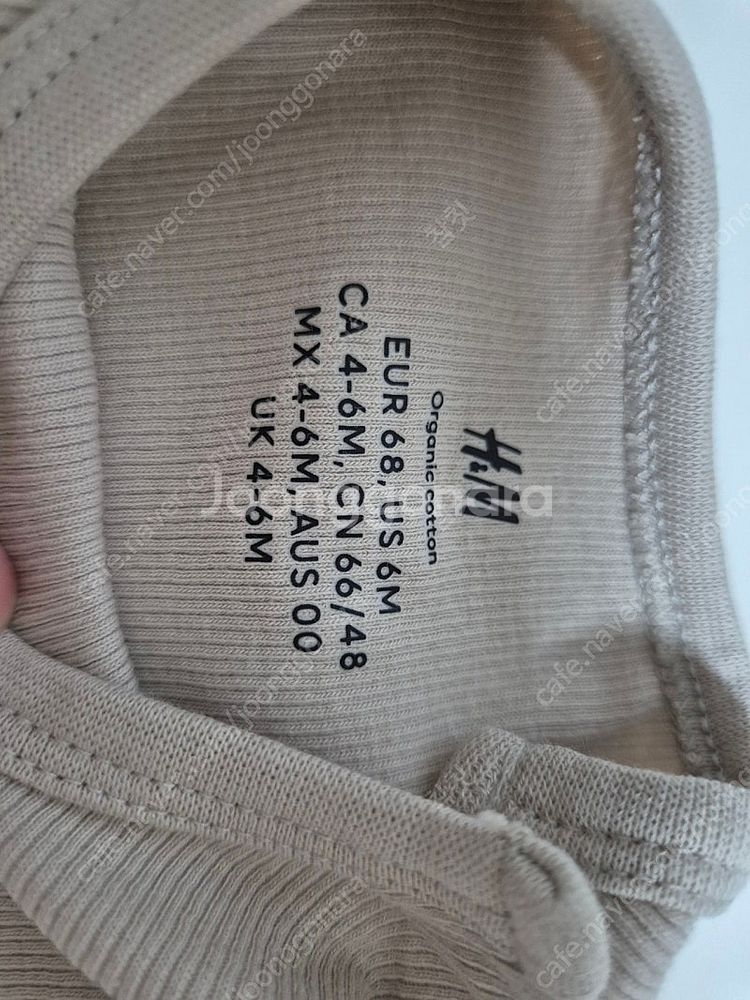 H&M
Organic cotton
EUR 68, US 6M
CA 4-6M, CN 66/48
MX 4-6M, AUS 00
UK 4-6M
Joonggonara
cafe.naver.com/joonggonara